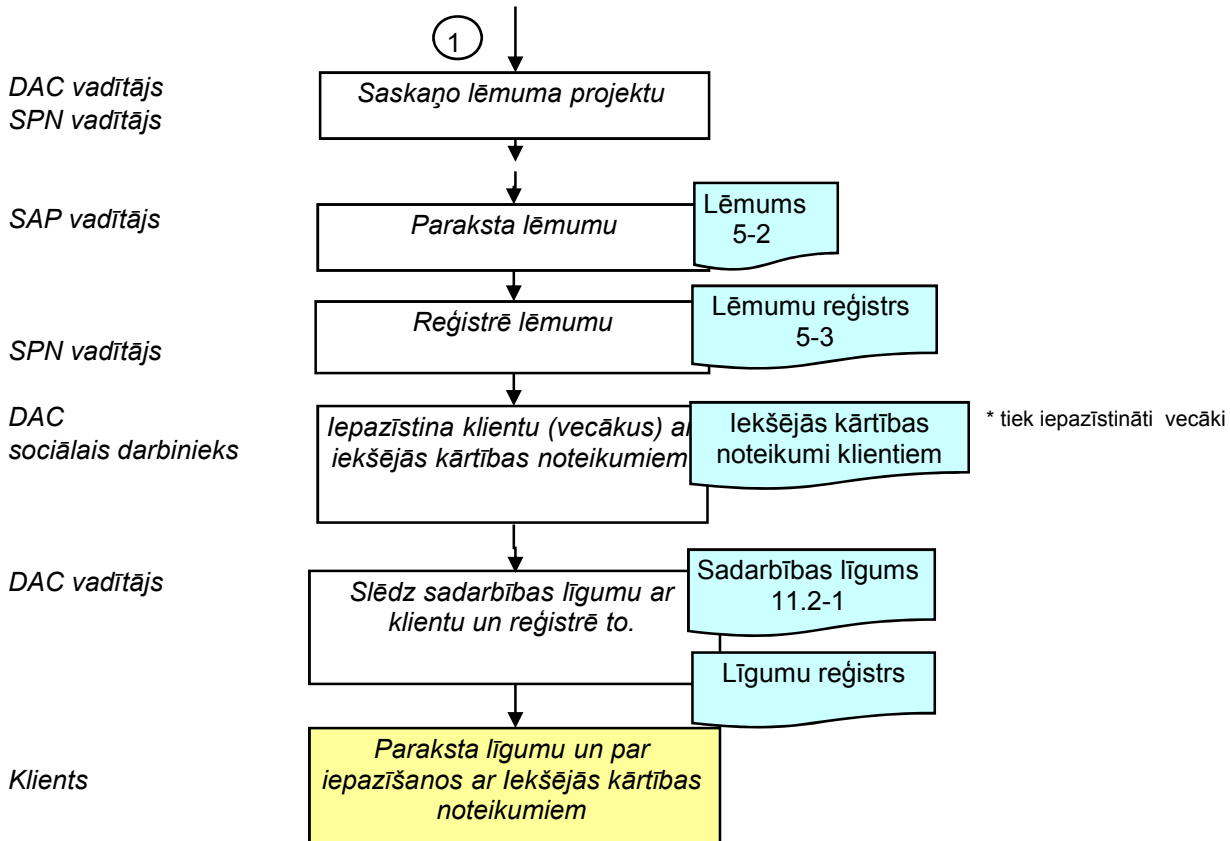 1
DAC vadītājs
SPN vadītājs
Saskaņo lēmuma projektu
SAP vadītājs
Paraksta lēmumu
Lēmums
5-2
SPN vadītājs
Reģistrē lēmumu
Lēmumu reģistrs
5-3
DAC
sociālais darbinieks
Iepazīstina klientu (vecākus)
iekšējās kārtības noteikumiem
Iekšējās kārtības
noteikumi klientiem
* tiek iepazīstināti vecāki
DAC vadītājs
Slēdz sadarbības līgumu ar
klientu un reģistrē to.
Sadarbības līgums
11.2-1
Līgumu reģistrs
Klients
Paraksta līgumu un par
iepazīšanos ar Iekšējās kārtības
noteikumiem